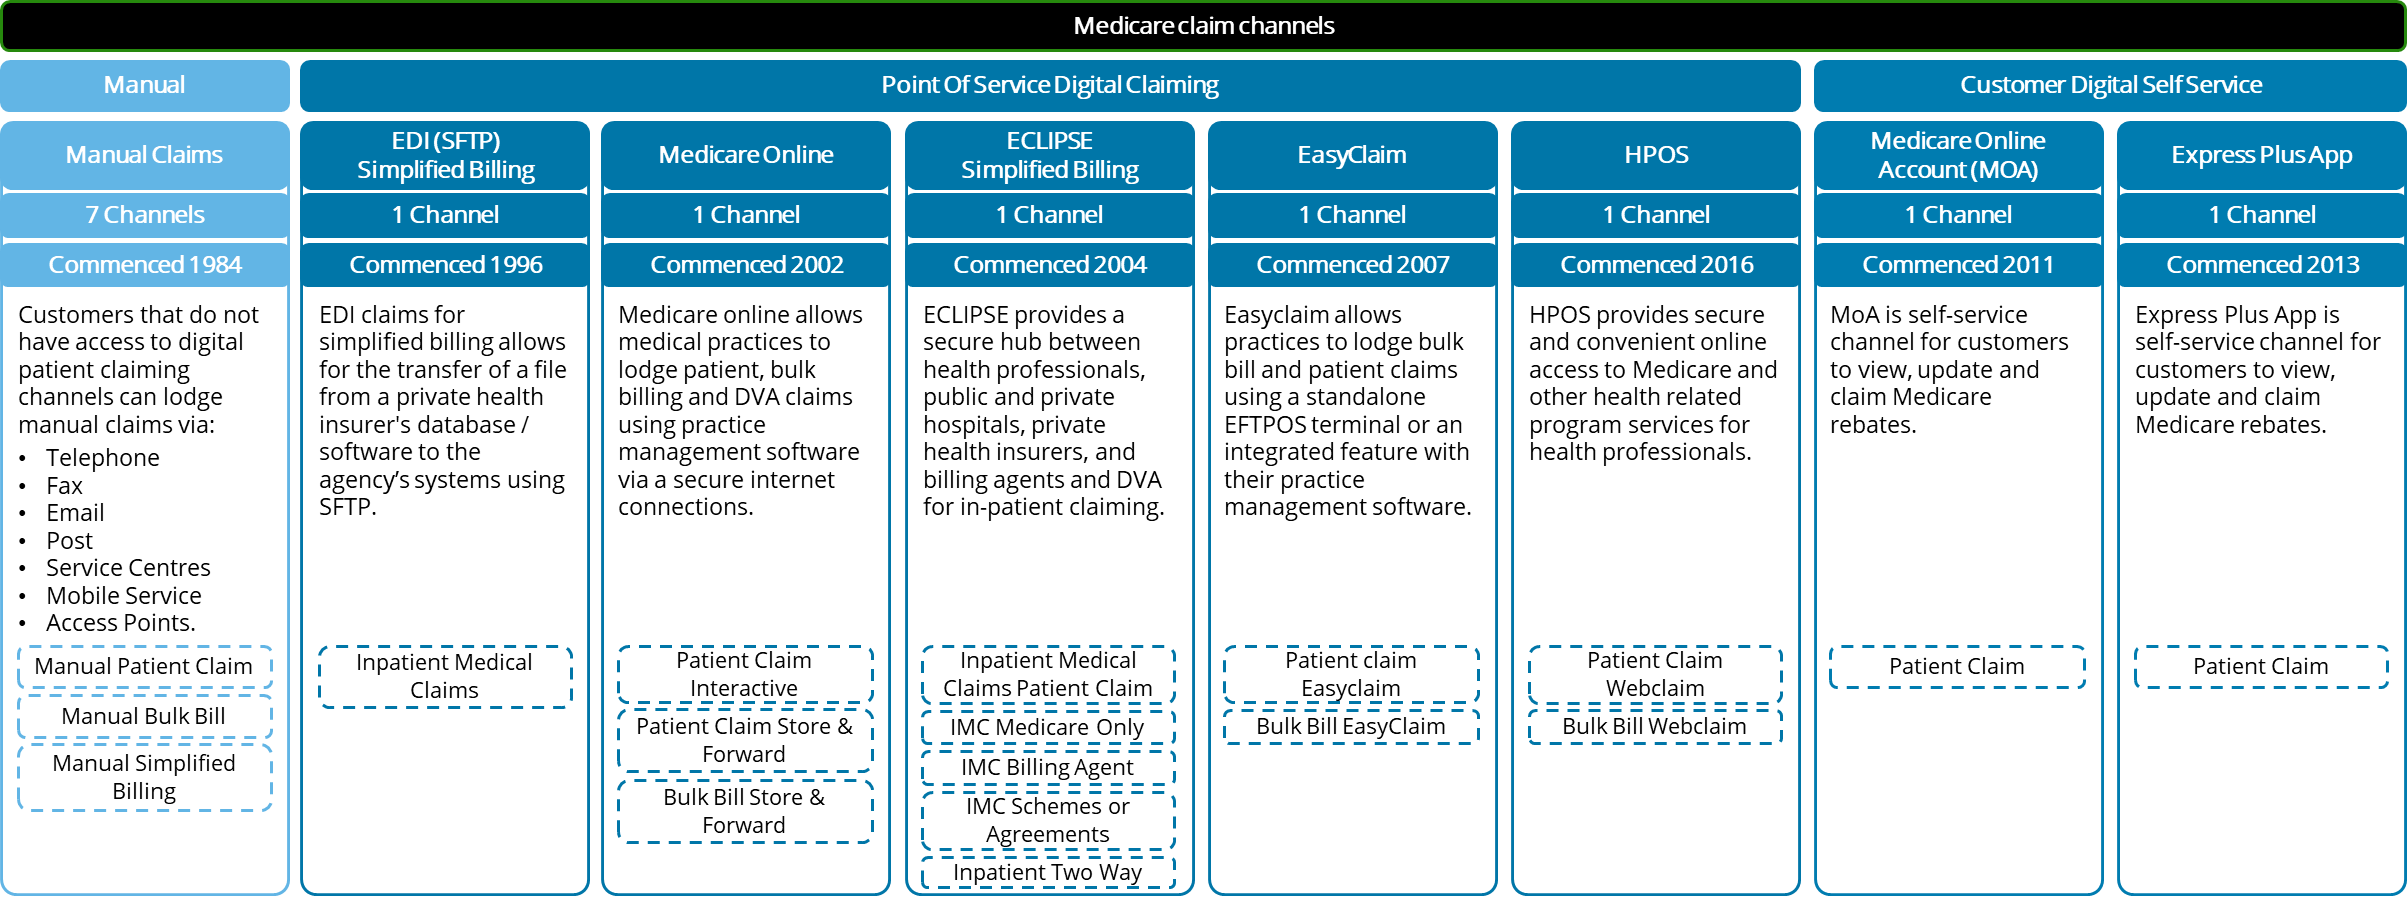 Medicare claim channels
Manual
Point Of Service Digital Claiming
Customer Digital Self Service
Manual Claims
7 Channels
Commenced 1984
Customers that do not
have access to digital
patient claiming
channels can lodge
manual claims via:
• Telephone
• Fax
• Email
• Post
• Service Centres
• Mobile Service
• Access Points.
Manual Patient Claim
Manual Bulk Bill
Manual Simplified
Billing
EDI (SFTP)
Simplified Billing
1 Channel
Commenced 1996
EDI claims for
simplified billing allows
for the transfer of a file
from a private health
insurer's database /
software to the
agency’s systems using
SFTP.
Inpatient Medical
Claims
Medicare Online
1 Channel
Commenced 2002
Medicare online allows
medical practices to
lodge patient, bulk
billing and DVA claims
using practice
management software
via a secure internet
connections.
Patient Claim
Interactive
Patient Claim Store &
Forward
Bulk Bill Store &
Forward
ECLIPSE
Simplified Billing
1 Channel
Commenced 2004
ECLIPSE provides a
secure hub between
health professionals,
public and private
hospitals, private
health insurers, and
billing agents and DVA
for in-patient claiming.
Inpatient Medical
Claims Patient Claim
IMC Medicare Only
IMC Billing Agent
IMC Schemes or
Agreements
Inpatient Two Way
EasyClaim
1 Channel
Commenced 2007
Easyclaim allows
practices to lodge bulk
bill and patient claims
using a standalone
EFTPOS terminal or an
integrated feature with
their practice
management software.
Patient claim
Easyclaim
Bulk Bill EasyClaim
HPOS
1 Channel
Commenced 2016
HPOS provides secure
and convenient online
access to Medicare and
other health related
program services for
health professionals.
Patient Claim
Webclaim
Bulk Bill Webclaim
Medicare Online
Account (MOA)
1 Channel
Commenced 2011
MoA is self-service
channel for customers
to view, update and
claim Medicare
rebates.
Patient Claim
Express Plus App
1 Channel
Commenced 2013
Express Plus App is
self-service channel for
customers to view,
update and claim
Medicare rebates.
Patient Claim